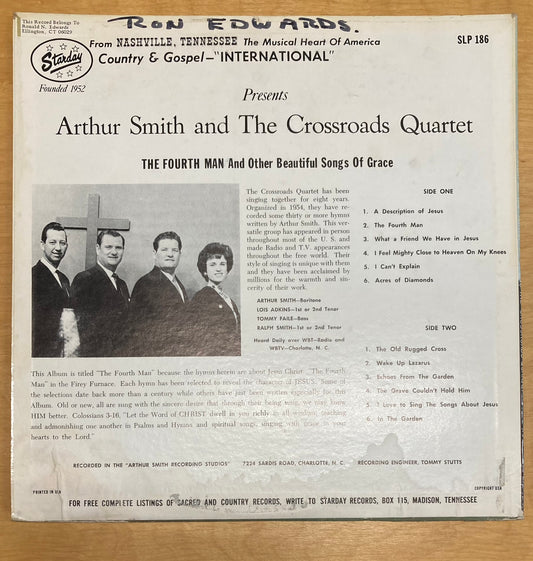 This Record Belongs To
Ronald N. Edwards
Ellington, CT 06029
RON EDWARDS.
Starday
Founded 1952
From NASHVILLE, TENNESSEE The Musical Heart Of America
Country & Gospel—"INTERNATIONAL"
SLP 186
Presents
Arthur Smith and The Crossroads Quartet
THE FOURTH MAN And Other Beautiful Songs Of Grace
The Crossroads Quartet has been
singing together for eight years.
Organized in 1954, they have re-
corded some thirty or more hymns
written by Arthur Smith. This ver-
satile group has appeared in person
throughout most of the U. S. and
made Radio and T.V. appearances
throughout the free world. Their
style of singing is unique with them
and they have been acclaimed by
millions for the warmth and sin-
cerity of their work.
ARTHUR SMITH—Baritone
LOIS ADKINS—1st or 2nd Tenor
TOMMY FAILE—Bass
RALPH SMITH—1st or 2nd Tenor
Heard Daily over WBT—Radio and
WBTV—Charlotte, N. C.
SIDE ONE
1. A Description of Jesus
2. The Fourth Man
3. What a Friend We Have in Jesus
4. I Feel Mighty Close to Heaven On My Knees
5. I Can't Explain
6. Acres of Diamonds
SIDE TWO
1. The Old Rugged Cross
2. Wake Up Lazarus
3. Echoes From The Garden
4. The Grave Couldn't Hold Him
5. I Love to Sing The Songs About Jesus
6. In The Garden
This Album is titled "The Fourth Man" because the hymns herein are about Jesus Christ. "The Fourth
Man" in the Firey Furnace. Each hymn has been selected to reveal the character of JESUS. Some of
the selections date back more than a century while others have just been written especially for this
Album. Old or new, all are sung with the sincere desire that through their being sung, we may know
HIM better. Colossians 3-16, "Let the Word of CHRIST dwell in you richly in all wisdom; teaching
and admonishing one another in Psalms and Hymns and spiritual songs, singing with grace in your
hearts to the Lord."
RECORDED IN THE "ARTHUR SMITH RECORDING STUDIOS" 7224 SARDIS ROAD, CHARLOTTE, N. C. RECORDING ENGINEER, TOMMY STUTTS
PRINTED IN U.S.A. COPYRIGHT USA
FOR FREE COMPLETE LISTINGS OF SACRED AND COUNTRY RECORDS, WRITE TO STARDAY RECORDS, BOX 115, MADISON, TENNESSEE